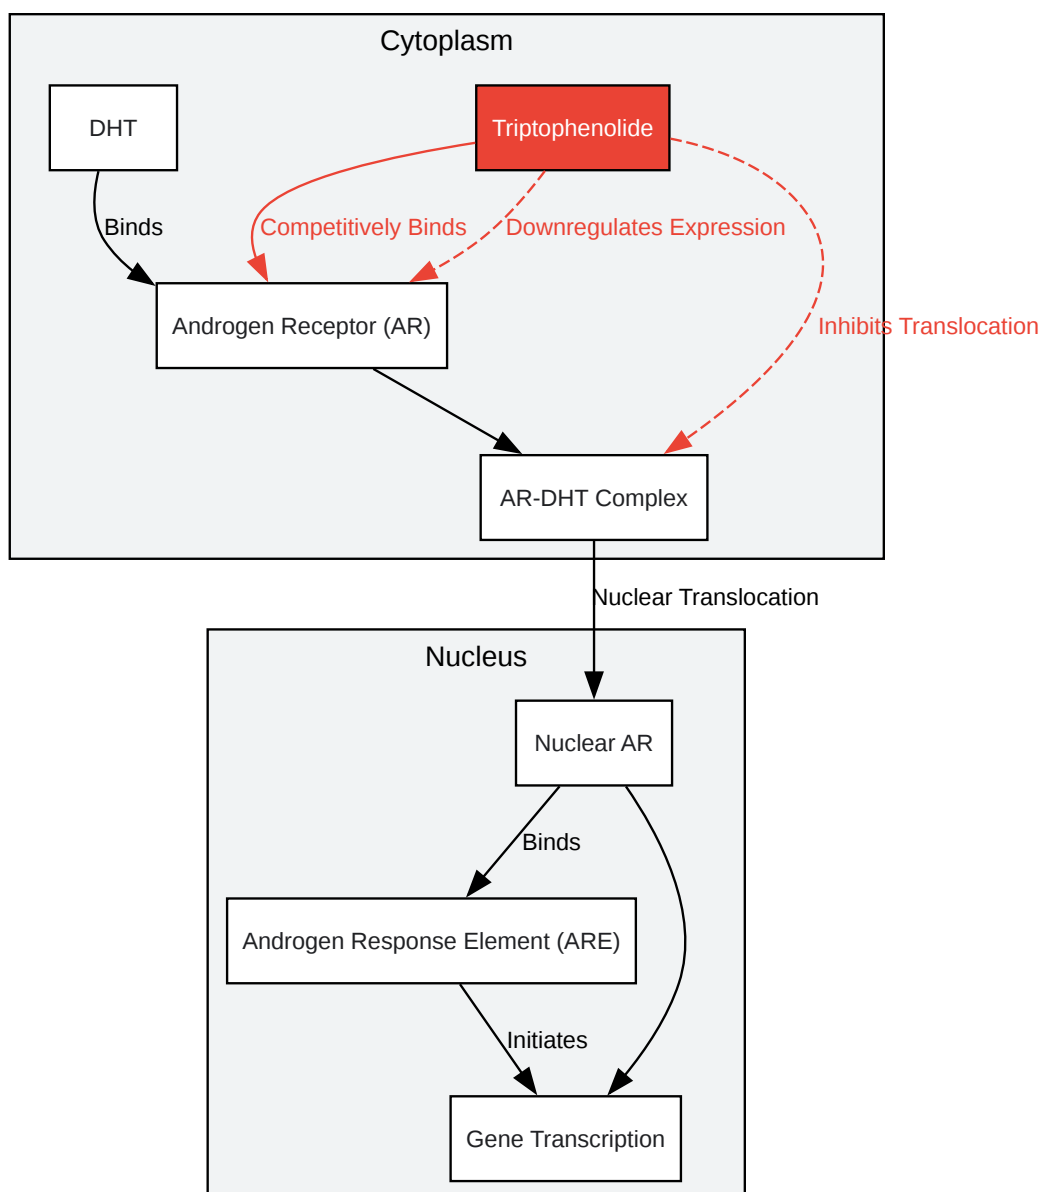 Cytoplasm
DHT
Triptophenolide
Binds
Competitively Binds
Downregulates Expression
Androgen Receptor (AR)
Inhibits Translocation
AR-DHT Complex
Nuclear Translocation
Nucleus
Nuclear AR
Binds
Androgen Response Element (ARE)
Initiates
Gene Transcription